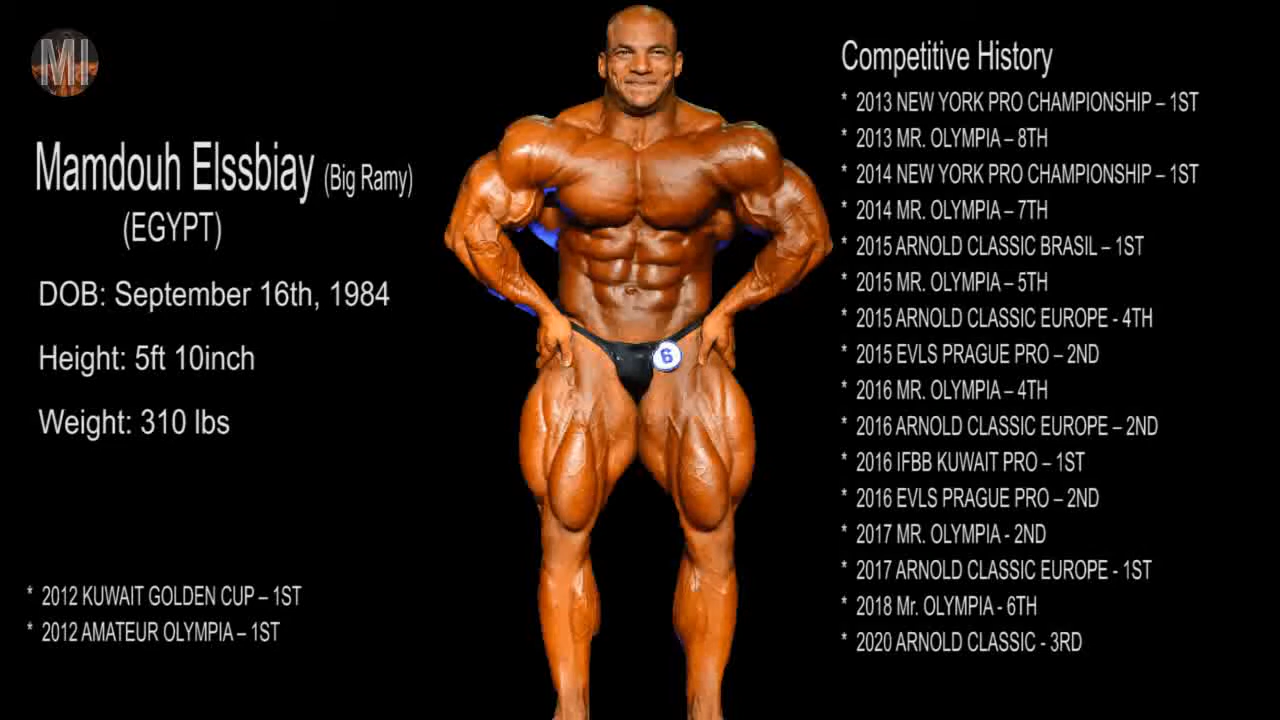 MI
Mamdouh Elssbiay (Big Ramy)
(EGYPT)
DOB: September 16th, 1984
Height: 5ft 10inch
Weight: 310 lbs
* 2012 KUWAIT GOLDEN CUP – 1ST
* 2012 AMATEUR OLYMPIA – 1ST
6
Competitive History
* 2013 NEW YORK PRO CHAMPIONSHIP – 1ST
* 2013 MR. OLYMPIA – 8TH
* 2014 NEW YORK PRO CHAMPIONSHIP – 1ST
* 2014 MR. OLYMPIA – 7TH
* 2015 ARNOLD CLASSIC BRASIL – 1ST
* 2015 MR. OLYMPIA – 5TH
* 2015 ARNOLD CLASSIC EUROPE - 4TH
* 2015 EVLS PRAGUE PRO – 2ND
* 2016 MR. OLYMPIA – 4TH
* 2016 ARNOLD CLASSIC EUROPE – 2ND
* 2016 IFBB KUWAIT PRO – 1ST
* 2016 EVLS PRAGUE PRO – 2ND
* 2017 MR. OLYMPIA - 2ND
* 2017 ARNOLD CLASSIC EUROPE - 1ST
* 2018 Mr. OLYMPIA - 6TH
* 2020 ARNOLD CLASSIC - 3RD